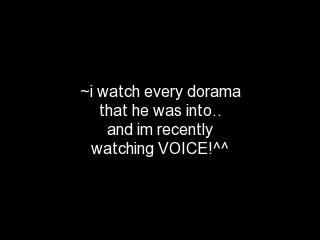 ~i watch every dorama
that he was into..
and im recently
watching VOICE!^^